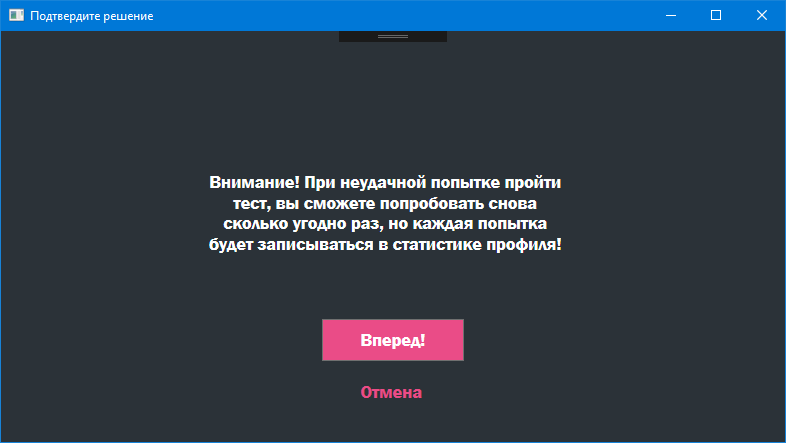 Подтвердите решение
Внимание! При неудачной попытке пройти
тест, вы сможете попробовать снова
сколько угодно раз, но каждая попытка
будет записываться в статистике профиля!
Вперед!
Отмена